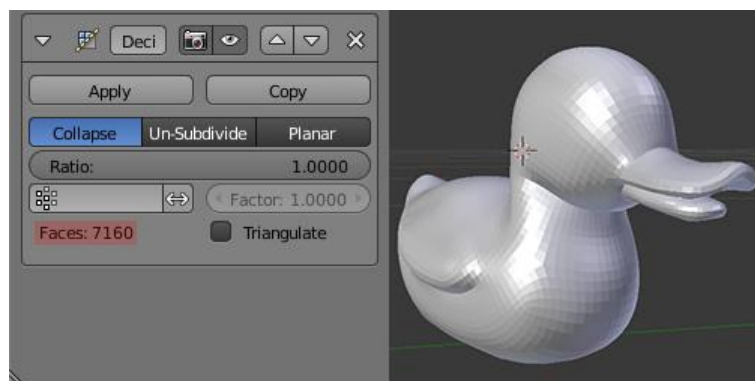 Deci
Apply Copy
Collapse Un-Subdivide Planar
Ratio: 1.0000
Factor: 1.0000
Faces: 7160 Triangulate